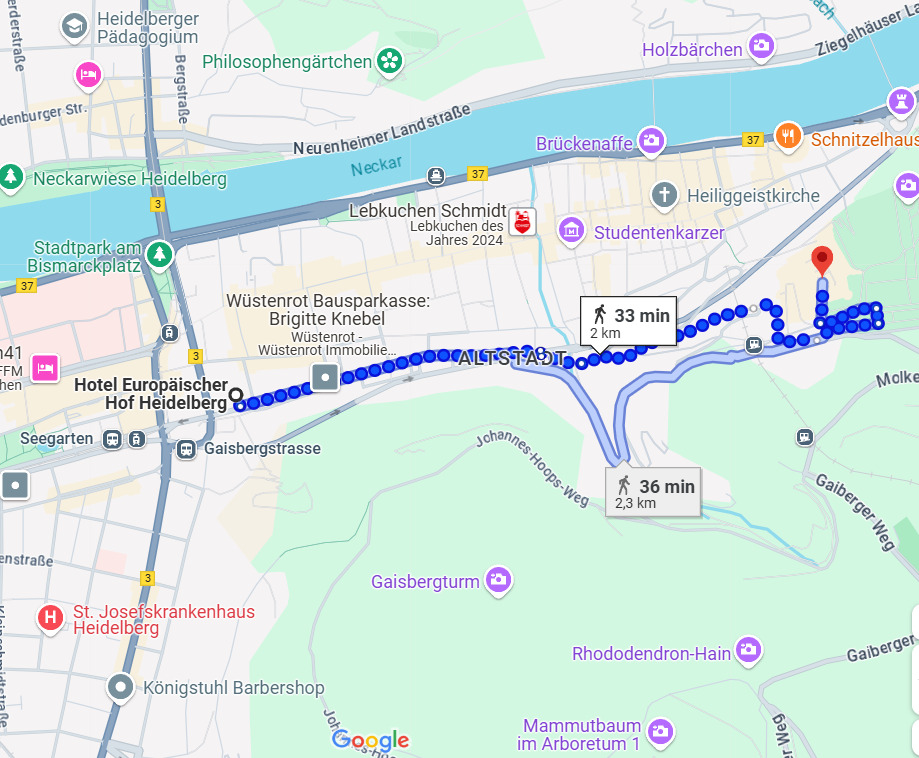 Heidelberger
Pädagogium
Bergstraße
Philosophengärtchen
Holzbärchen
Ziegelhäuser La
bach
erderstraße
denburger Str.
Neuenheimer Landstraße
Neckar
Brückenaffe
37
Schnitzelhaus
Neckarwiese Heidelberg
37
3
Heiliggeistkirche
Lebkuchen Schmidt
Lebkuchen des
Jahres 2024
Studentenkarzer
Stadtpark am
Bismarckplatz
37
Wüstenrot Bausparkasse:
Brigitte Knebel
Wüstenrot -
Wüstenrot Immobilie...
33 min
2 km
n41
FFM
chen
3
ALTSTADT
Hotel Europäischer
Hof Heidelberg
Molke
Seegarten
Gaisbergstrasse
Johannes-Hoops-Weg
36 min
2,3 km
Gaiberger Weg
enstraße
3
Gaisbergturm
H
St. Josefskrankenhaus
Heidelberg
Kleinschmidtstraße
Rhododendron-Hain
Gaiberger
Königstuhl Barbershop
Mammutbaum
im Arboretum 1
Google